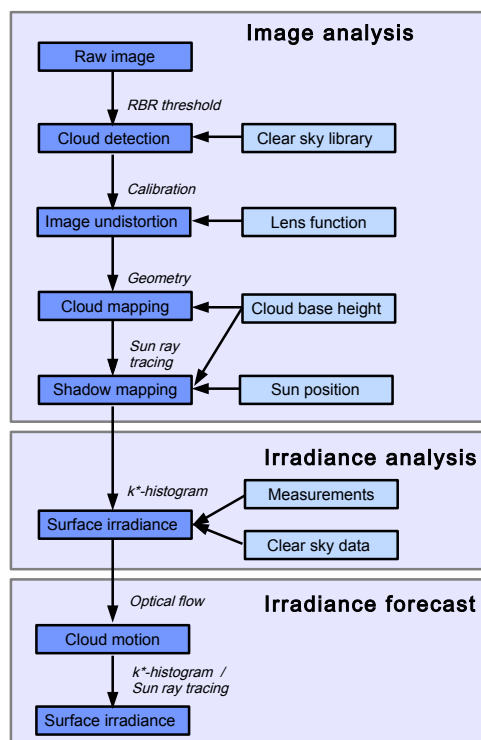 Image analysis
Raw image
RBR threshold
Cloud detection
Clear sky library
Calibration
Image undistortion
Lens function
Geometry
Cloud mapping
Cloud base height
Sun ray
tracing
Shadow mapping
Sun position
Irradiance analysis
k*-histogram
Measurements
Surface irradiance
Clear sky data
Irradiance forecast
Optical flow
Cloud motion
k*-histogram /
Sun ray tracing
Surface irradiance